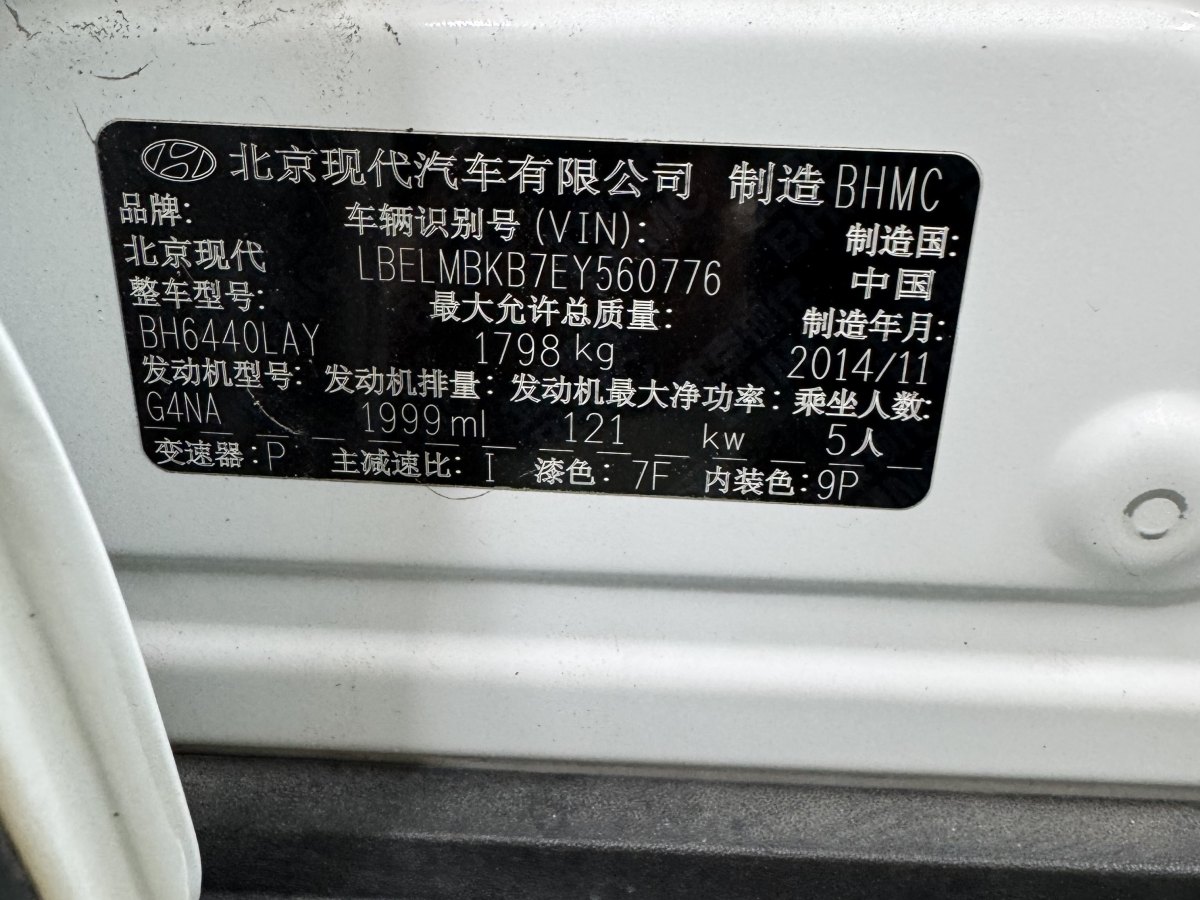 北京现代汽车有限公司 制造 BHMC
品牌: 车辆识别号 (VIN): 制造国:
北京现代 LBELMBKB7EY560776 中国
整车型号: 最大允许总质量: 制造年月:
BH6440LAY 1798 kg 2014/11
发动机型号: 发动机排量: 发动机最大净功率: 乘坐人数:
G4NA 1999 ml 121 kw 5人
变速器: P 主减速比: I 漆色: 7F 内装色: 9P